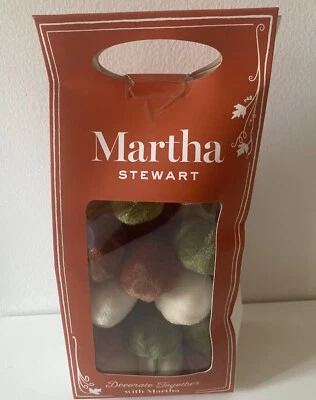 Martha
STEWART
Decorate Together
with Martha